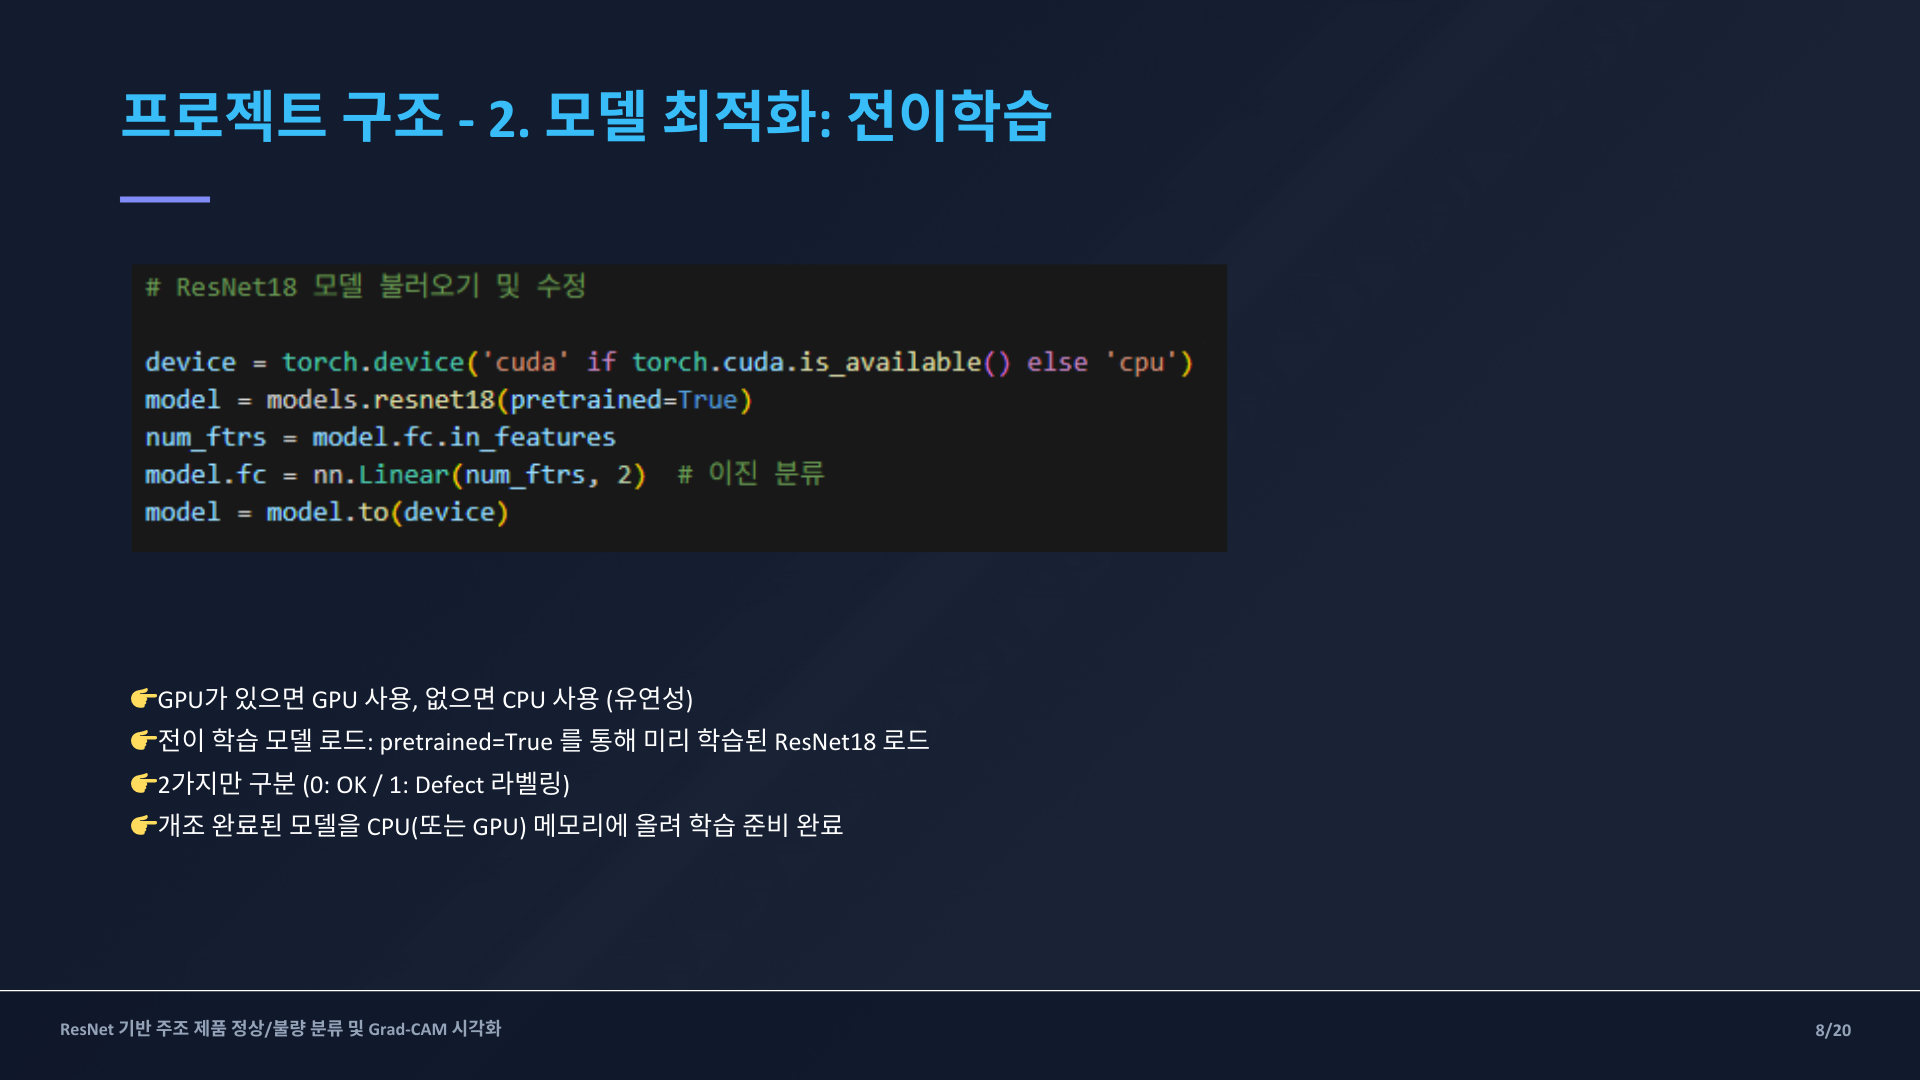 프로젝트 구조 - 2. 모델 최적화: 전이학습
# ResNet18 모델 불러오기 및 수정
device = torch.device('cuda' if torch.cuda.is_available() else 'cpu')
model = models.resnet18(pretrained=True)
num_ftrs = model.fc.in_features
model.fc = nn.Linear(num_ftrs, 2)  # 이진 분류
model = model.to(device)
👉GPU가 있으면 GPU 사용, 없으면 CPU 사용 (유연성)
👉전이 학습 모델 로드: pretrained=True 를 통해 미리 학습된 ResNet18 로드
👉2가지만 구분 (0: OK / 1: Defect 라벨링)
👉개조 완료된 모델을 CPU(또는 GPU) 메모리에 올려 학습 준비 완료
ResNet 기반 주조 제품 정상/불량 분류 및 Grad-CAM 시각화
8/20